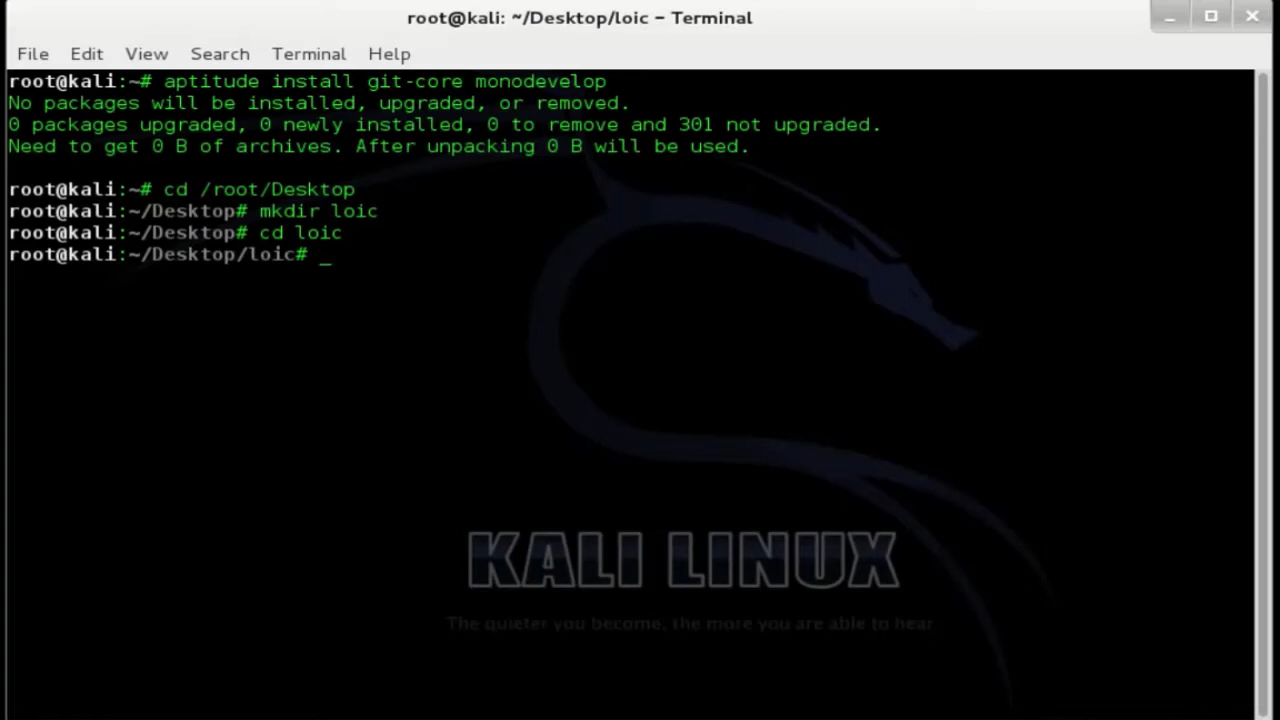 root@kali: ~/Desktop/loic - Terminal
File Edit View Search Terminal Help
root@kali:~# aptitude install git-core monodevelop
No packages will be installed, upgraded, or removed.
0 packages upgraded, 0 newly installed, 0 to remove and 301 not upgraded.
Need to get 0 B of archives. After unpacking 0 B will be used.
root@kali:~# cd /root/Desktop
root@kali:~/Desktop# mkdir loic
root@kali:~/Desktop# cd loic
root@kali:~/Desktop/loic# _
KALI LINUX
The quieter you become, the more you are able to hear